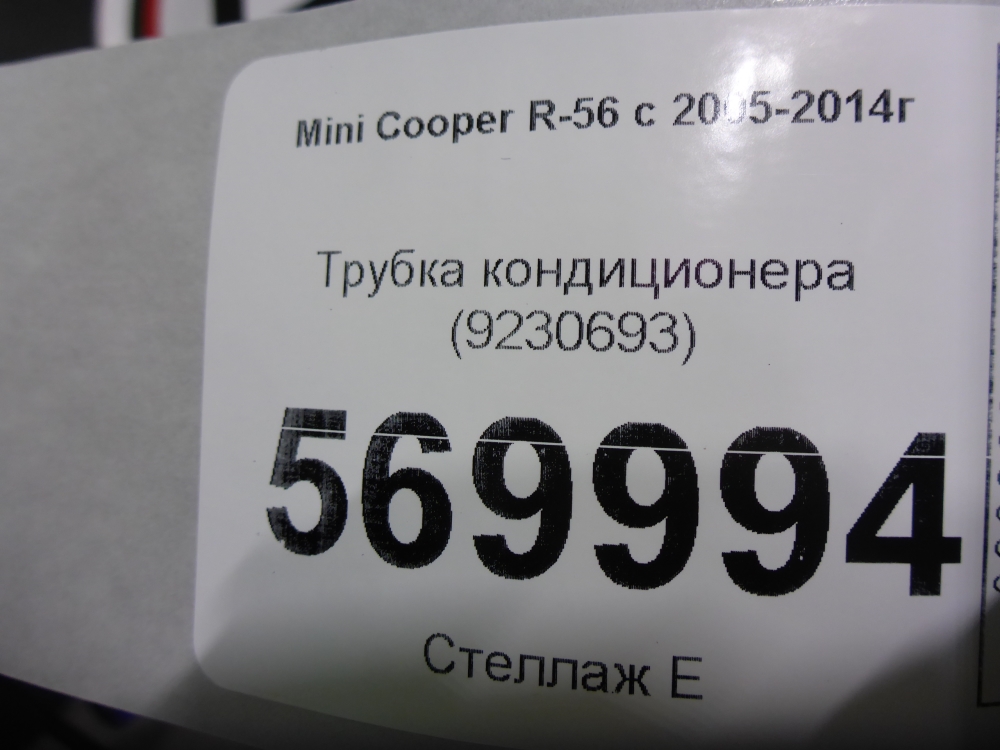 Mini Cooper R-56 с 2005-2014г
Трубка кондиционера
(9230693)
569994
Стеллаж Е